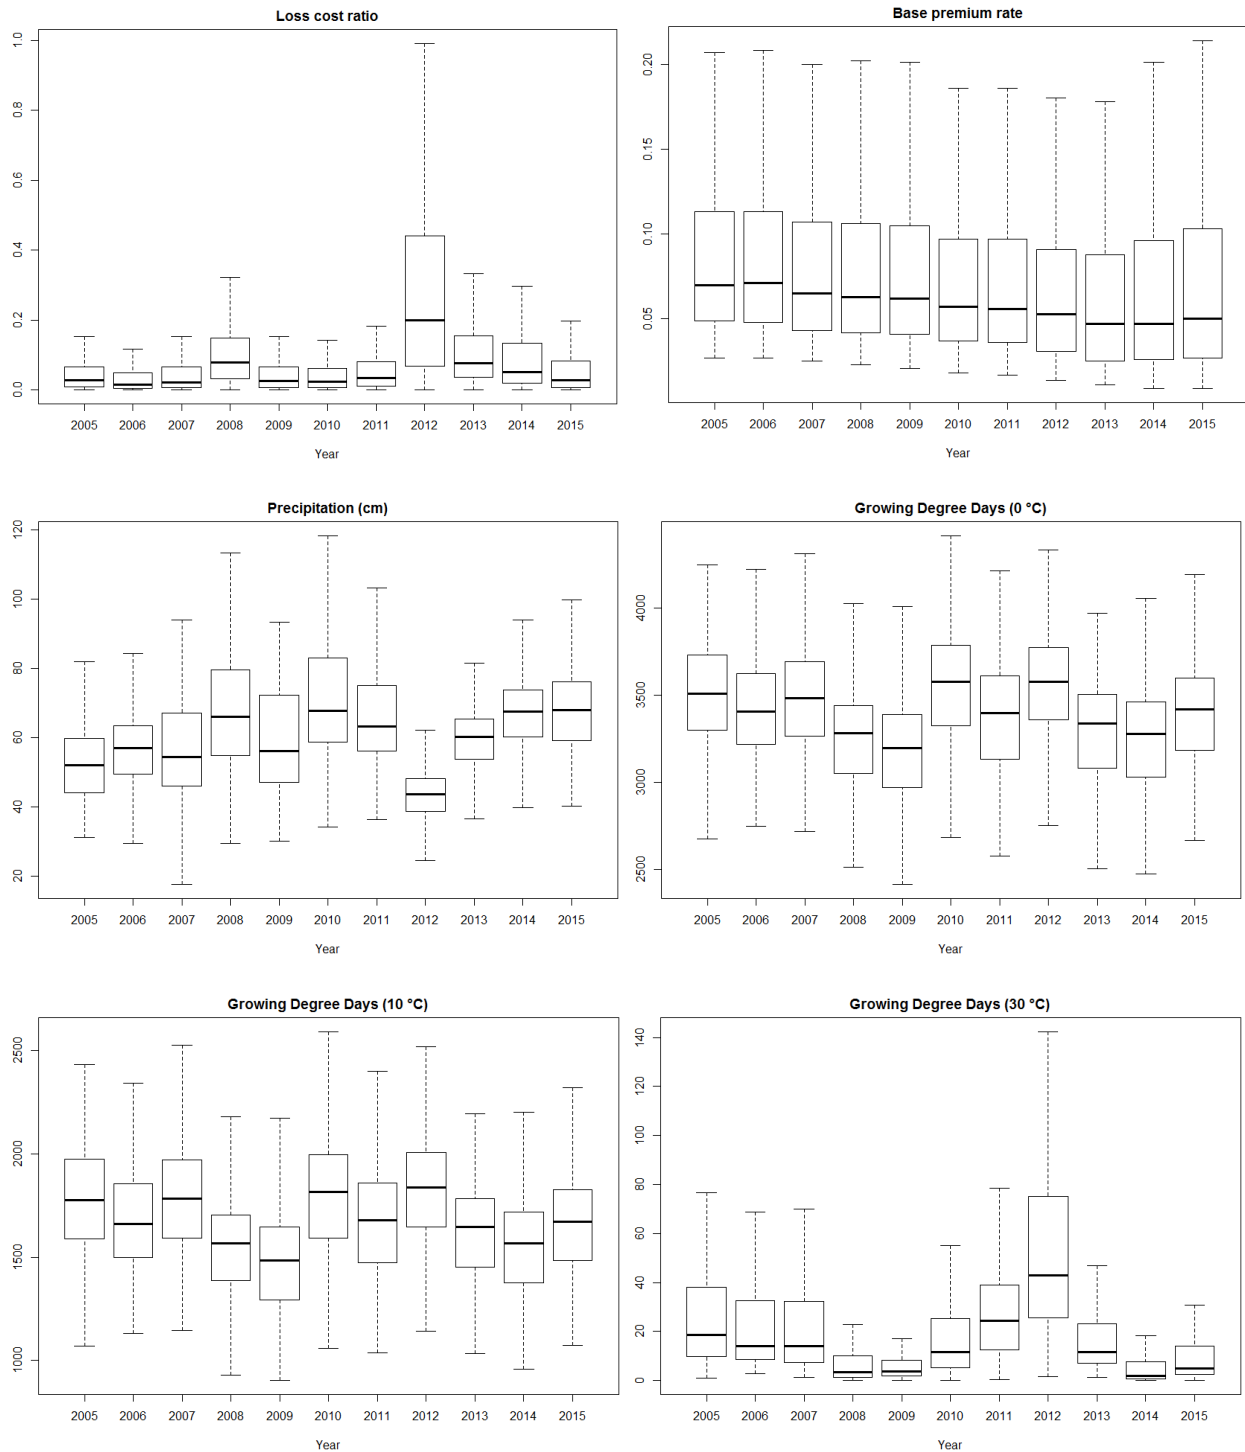 Loss cost ratio
1.0
0.8
0.6
0.4
0.2
0.0
2005 2006 2007 2008 2009 2010 2011 2012 2013 2014 2015
Year
Base premium rate
0.20
0.15
0.10
0.05
2005 2006 2007 2008 2009 2010 2011 2012 2013 2014 2015
Year
Precipitation (cm)
120
100
80
60
40
20
2005 2006 2007 2008 2009 2010 2011 2012 2013 2014 2015
Year
Growing Degree Days (0 °C)
4000
3500
3000
2500
2005 2006 2007 2008 2009 2010 2011 2012 2013 2014 2015
Year
Growing Degree Days (10 °C)
2500
2000
1500
1000
2005 2006 2007 2008 2009 2010 2011 2012 2013 2014 2015
Year
Growing Degree Days (30 °C)
140
120
100
80
60
40
20
0
2005 2006 2007 2008 2009 2010 2011 2012 2013 2014 2015
Year